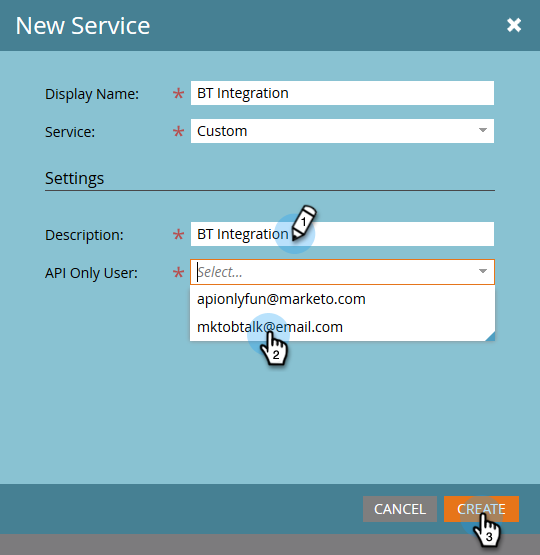 New Service
Display Name: * BT Integration
Service: * Custom
Settings
Description: * BT Integration
1
API Only User: * Select...
apionlyfun@marketo.com
mktobtalk@email.com
2
CANCEL CREATE
3